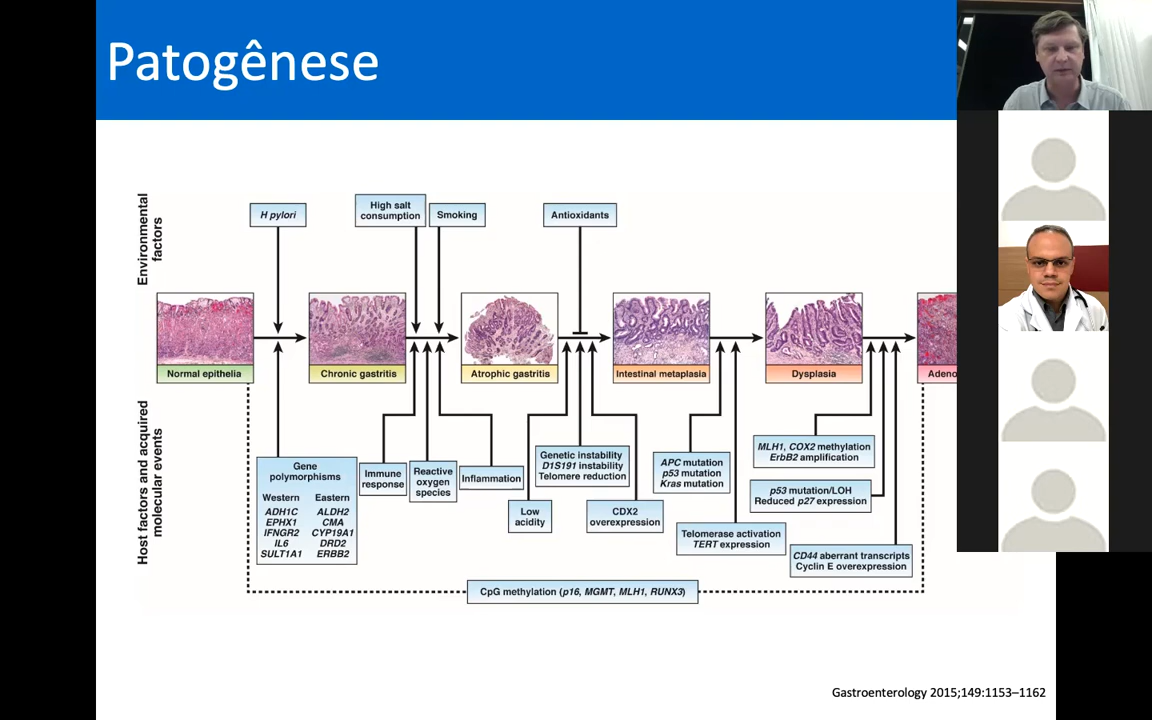 Patogênese
Environmental
factors
H pylori
High salt
consumption
Smoking
Antioxidants
Normal epithelia
Chronic gastritis
Atrophic gastritis
Intestinal metaplasia
Dysplasia
Adeno
Host factors and acquired
molecular events
Gene
polymorphisms
Western Eastern
ADH1C ALDH2
EPHX1 CMA
IFNGR2 CYP19A1
IL6 DRD2
SULT1A1 ERBB2
Immune
response
Reactive
oxygen
species
Inflammation
Low
acidity
Genetic instability
D1S191 instability
Telomere reduction
CDX2
overexpression
APC mutation
p53 mutation
Kras mutation
Telomerase activation
TERT expression
MLH1, COX2 methylation
ErbB2 amplification
p53 mutation/LOH
Reduced p27 expression
CD44 aberrant transcripts
Cyclin E overexpression
CpG methylation (p16, MGMT, MLH1, RUNX3)
Gastroenterology 2015;149:1153–1162